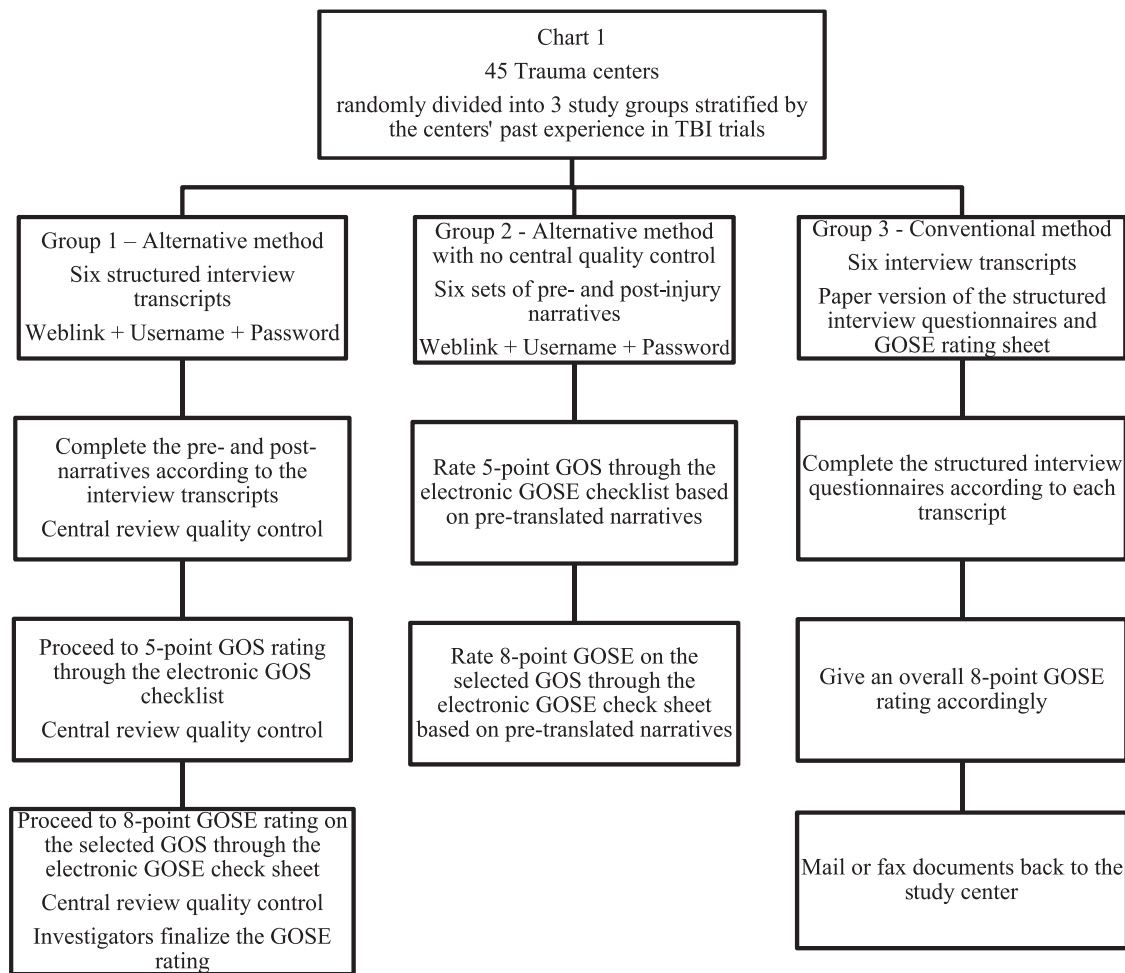 Chart 1
45 Trauma centers
randomly divided into 3 study groups stratified by
the centers' past experience in TBI trials
Group 1 – Alternative method
Six structured interview
transcripts
Weblink + Username + Password
Complete the pre- and post-
narratives according to the
interview transcripts
Central review quality control
Proceed to 5-point GOS rating
through the electronic GOS
checklist
Central review quality control
Proceed to 8-point GOSE rating on
the selected GOS through the
electronic GOSE check sheet
Central review quality control
Investigators finalize the GOSE
rating
Group 2 - Alternative method
with no central quality control
Six sets of pre- and post-injury
narratives
Weblink + Username + Password
Rate 5-point GOS through the
electronic GOSE checklist based
on pre-translated narratives
Rate 8-point GOSE on the
selected GOS through the
electronic GOSE check sheet
based on pre-translated narratives
Group 3 - Conventional method
Six interview transcripts
Paper version of the structured
interview questionnaires and
GOSE rating sheet
Complete the structured interview
questionnaires according to each
transcript
Give an overall 8-point GOSE
rating accordingly
Mail or fax documents back to the
study center